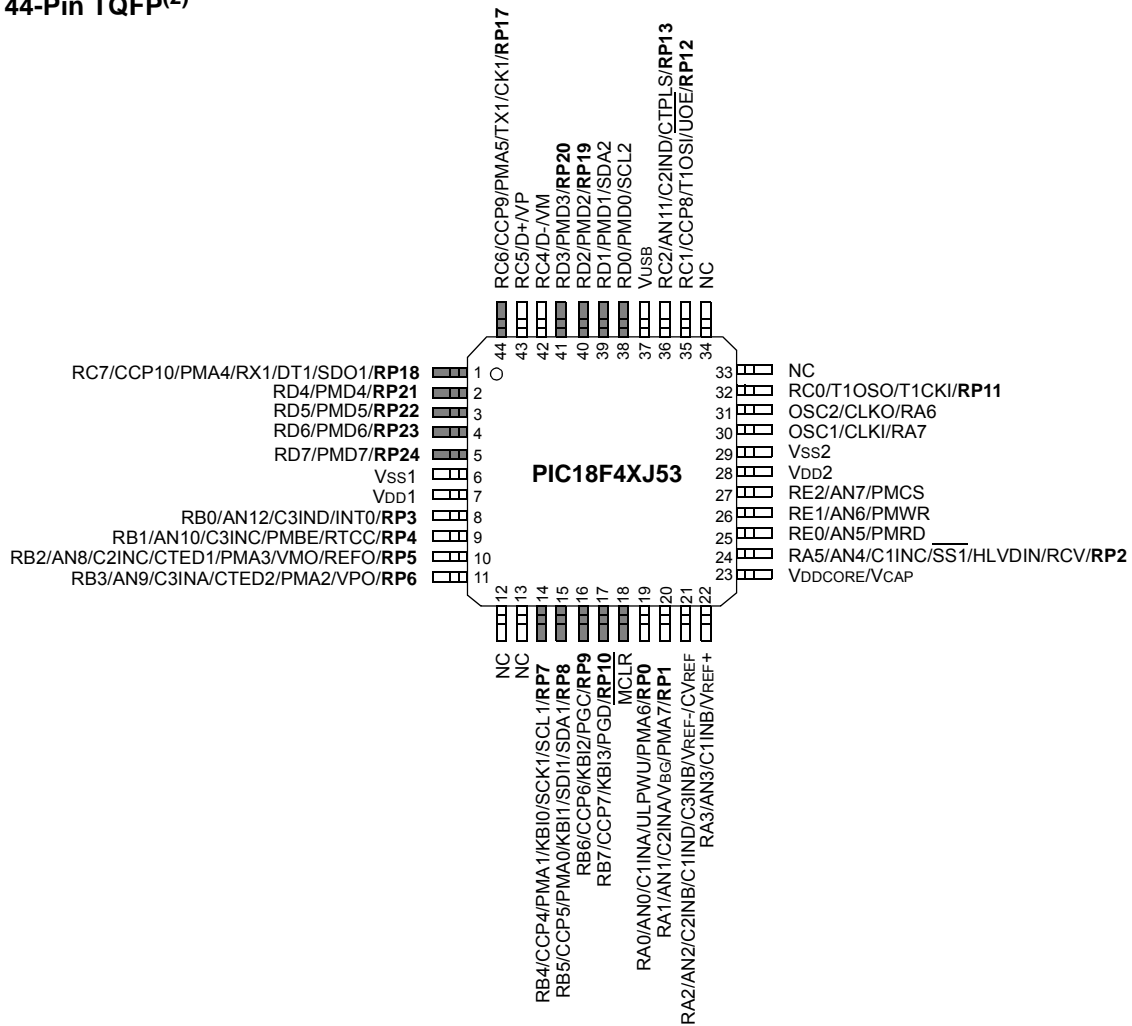 44-Pin TQFP(2)
RC6/CCP9/PMA5/TX1/CK1/RP17
RC5/D+/VP
RC4/D-/VM
RD3/PMD3/RP20
RD2/PMD2/RP19
RD1/PMD1/SDA2
RD0/PMD0/SCL2
VUSB
RC2/AN11/C2IND/CTPLS/RP13
RC1/CCP8/T1OSI/UOE/RP12
NC
44
43
42
41
40
39
38
37
36
35
34
RC7/CCP10/PMA4/RX1/DT1/SDO1/RP18 1
RD4/PMD4/RP21 2
RD5/PMD5/RP22 3
RD6/PMD6/RP23 4
RD7/PMD7/RP24 5
VSS1 6
VDD1 7
RB0/AN12/C3IND/INT0/RP3 8
RB1/AN10/C3INC/PMBE/RTCC/RP4 9
RB2/AN8/C2INC/CTED1/PMA3/VMO/REFO/RP5 10
RB3/AN9/C3INA/CTED2/PMA2/VPO/RP6 11
PIC18F4XJ53
33 NC
32 RC0/T1OSO/T1CKI/RP11
31 OSC2/CLKO/RA6
30 OSC1/CLKI/RA7
29 VSS2
28 VDD2
27 RE2/AN7/PMCS
26 RE1/AN6/PMWR
25 RE0/AN5/PMRD
24 RA5/AN4/C1INC/SS1/HLVDIN/RCV/RP2
23 VDDCORE/VCAP
12
13
14
15
16
17
18
19
20
21
22
NC
NC
RB4/CCP4/PMA1/KBI0/SCK1/SCL1/RP7
RB5/CCP5/PMA0/KBI1/SDI1/SDA1/RP8
RB6/CCP6/KBI2/PGC/RP9
RB7/CCP7/KBI3/PGD/RP10
MCLR
RA0/AN0/C1INA/ULPWU/PMA6/RP0
RA1/AN1/C2INA/VBG/PMA7/RP1
RA2/AN2/C2INB/C1IND/C3INB/VREF-/CVREF
RA3/AN3/C1INB/VREF+